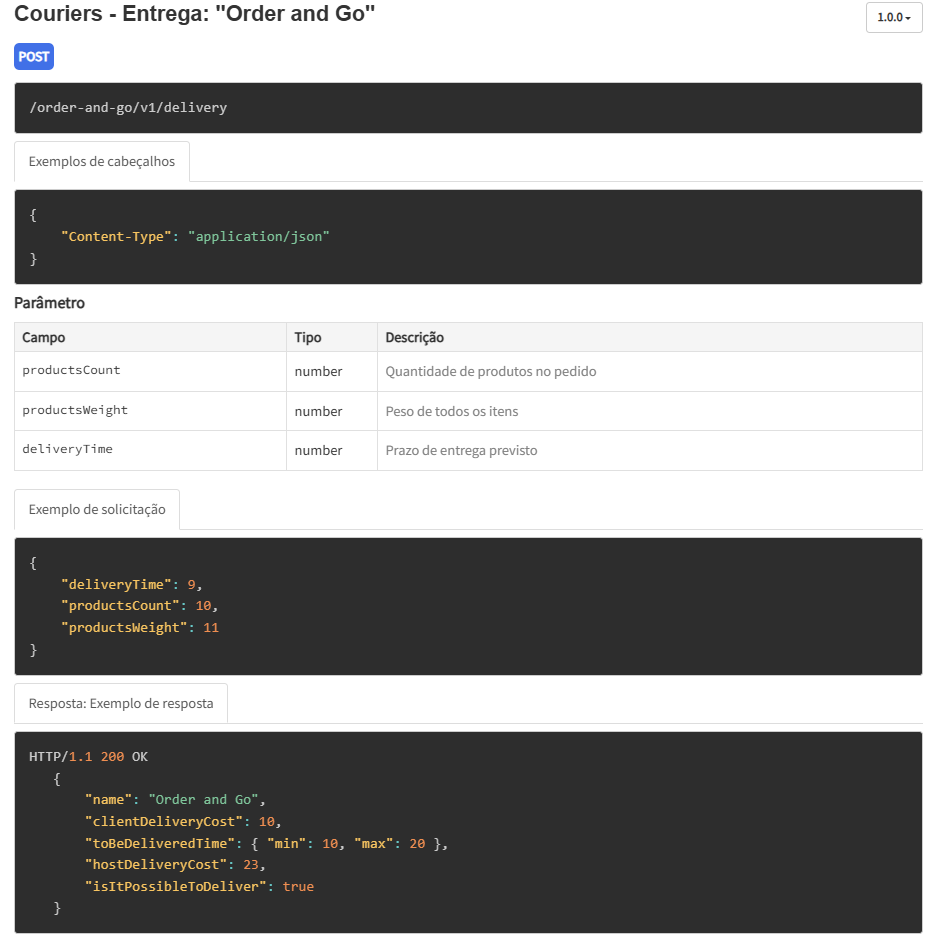 Couriers - Entrega: "Order and Go"
1.0.0
POST
/order-and-go/v1/delivery
Exemplos de cabeçalhos
{
    "Content-Type": "application/json"
}
Parâmetro
Campo Tipo Descrição
productsCount number Quantidade de produtos no pedido
productsWeight number Peso de todos os itens
deliveryTime number Prazo de entrega previsto
Exemplo de solicitação
{
    "deliveryTime": 9,
    "productsCount": 10,
    "productsWeight": 11
}
Resposta: Exemplo de resposta
HTTP/1.1 200 OK
   {
       "name": "Order and Go",
       "clientDeliveryCost": 10,
       "toBeDeliveredTime": { "min": 10, "max": 20 },
       "hostDeliveryCost": 23,
       "isItPossibleToDeliver": true
   }